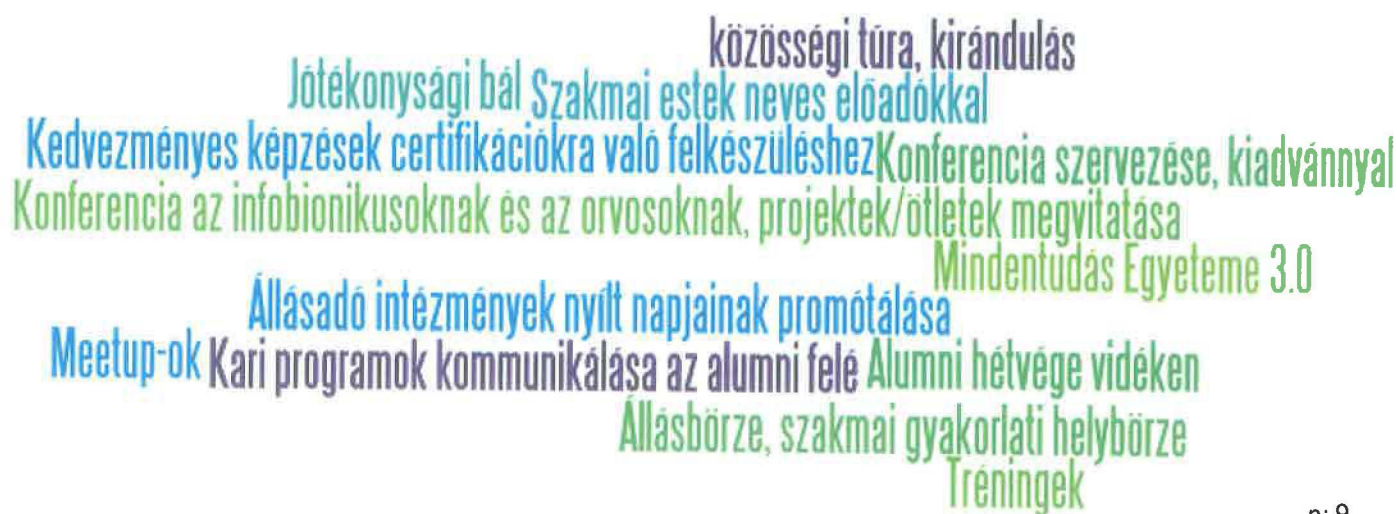 közösségi túra, kirándulás
Jótékonysági bál Szakmai estek neves előadókkal
Kedvezményes képzések certifikációkra való felkészüléshez Konferencia szervezése, kiadvánnyal
Konferencia az infobionikusoknak és az orvosoknak, projektek/ötletek megvitatása
Mindentudás Egyeteme 3.0
Állásadó intézmények nyílt napjainak promótálása
Meetup-ok Kari programok kommunikálása az alumni felé Alumni hétvége vidéken
Állásbörze, szakmai gyakorlati helybörze
Tréningek
n: 9